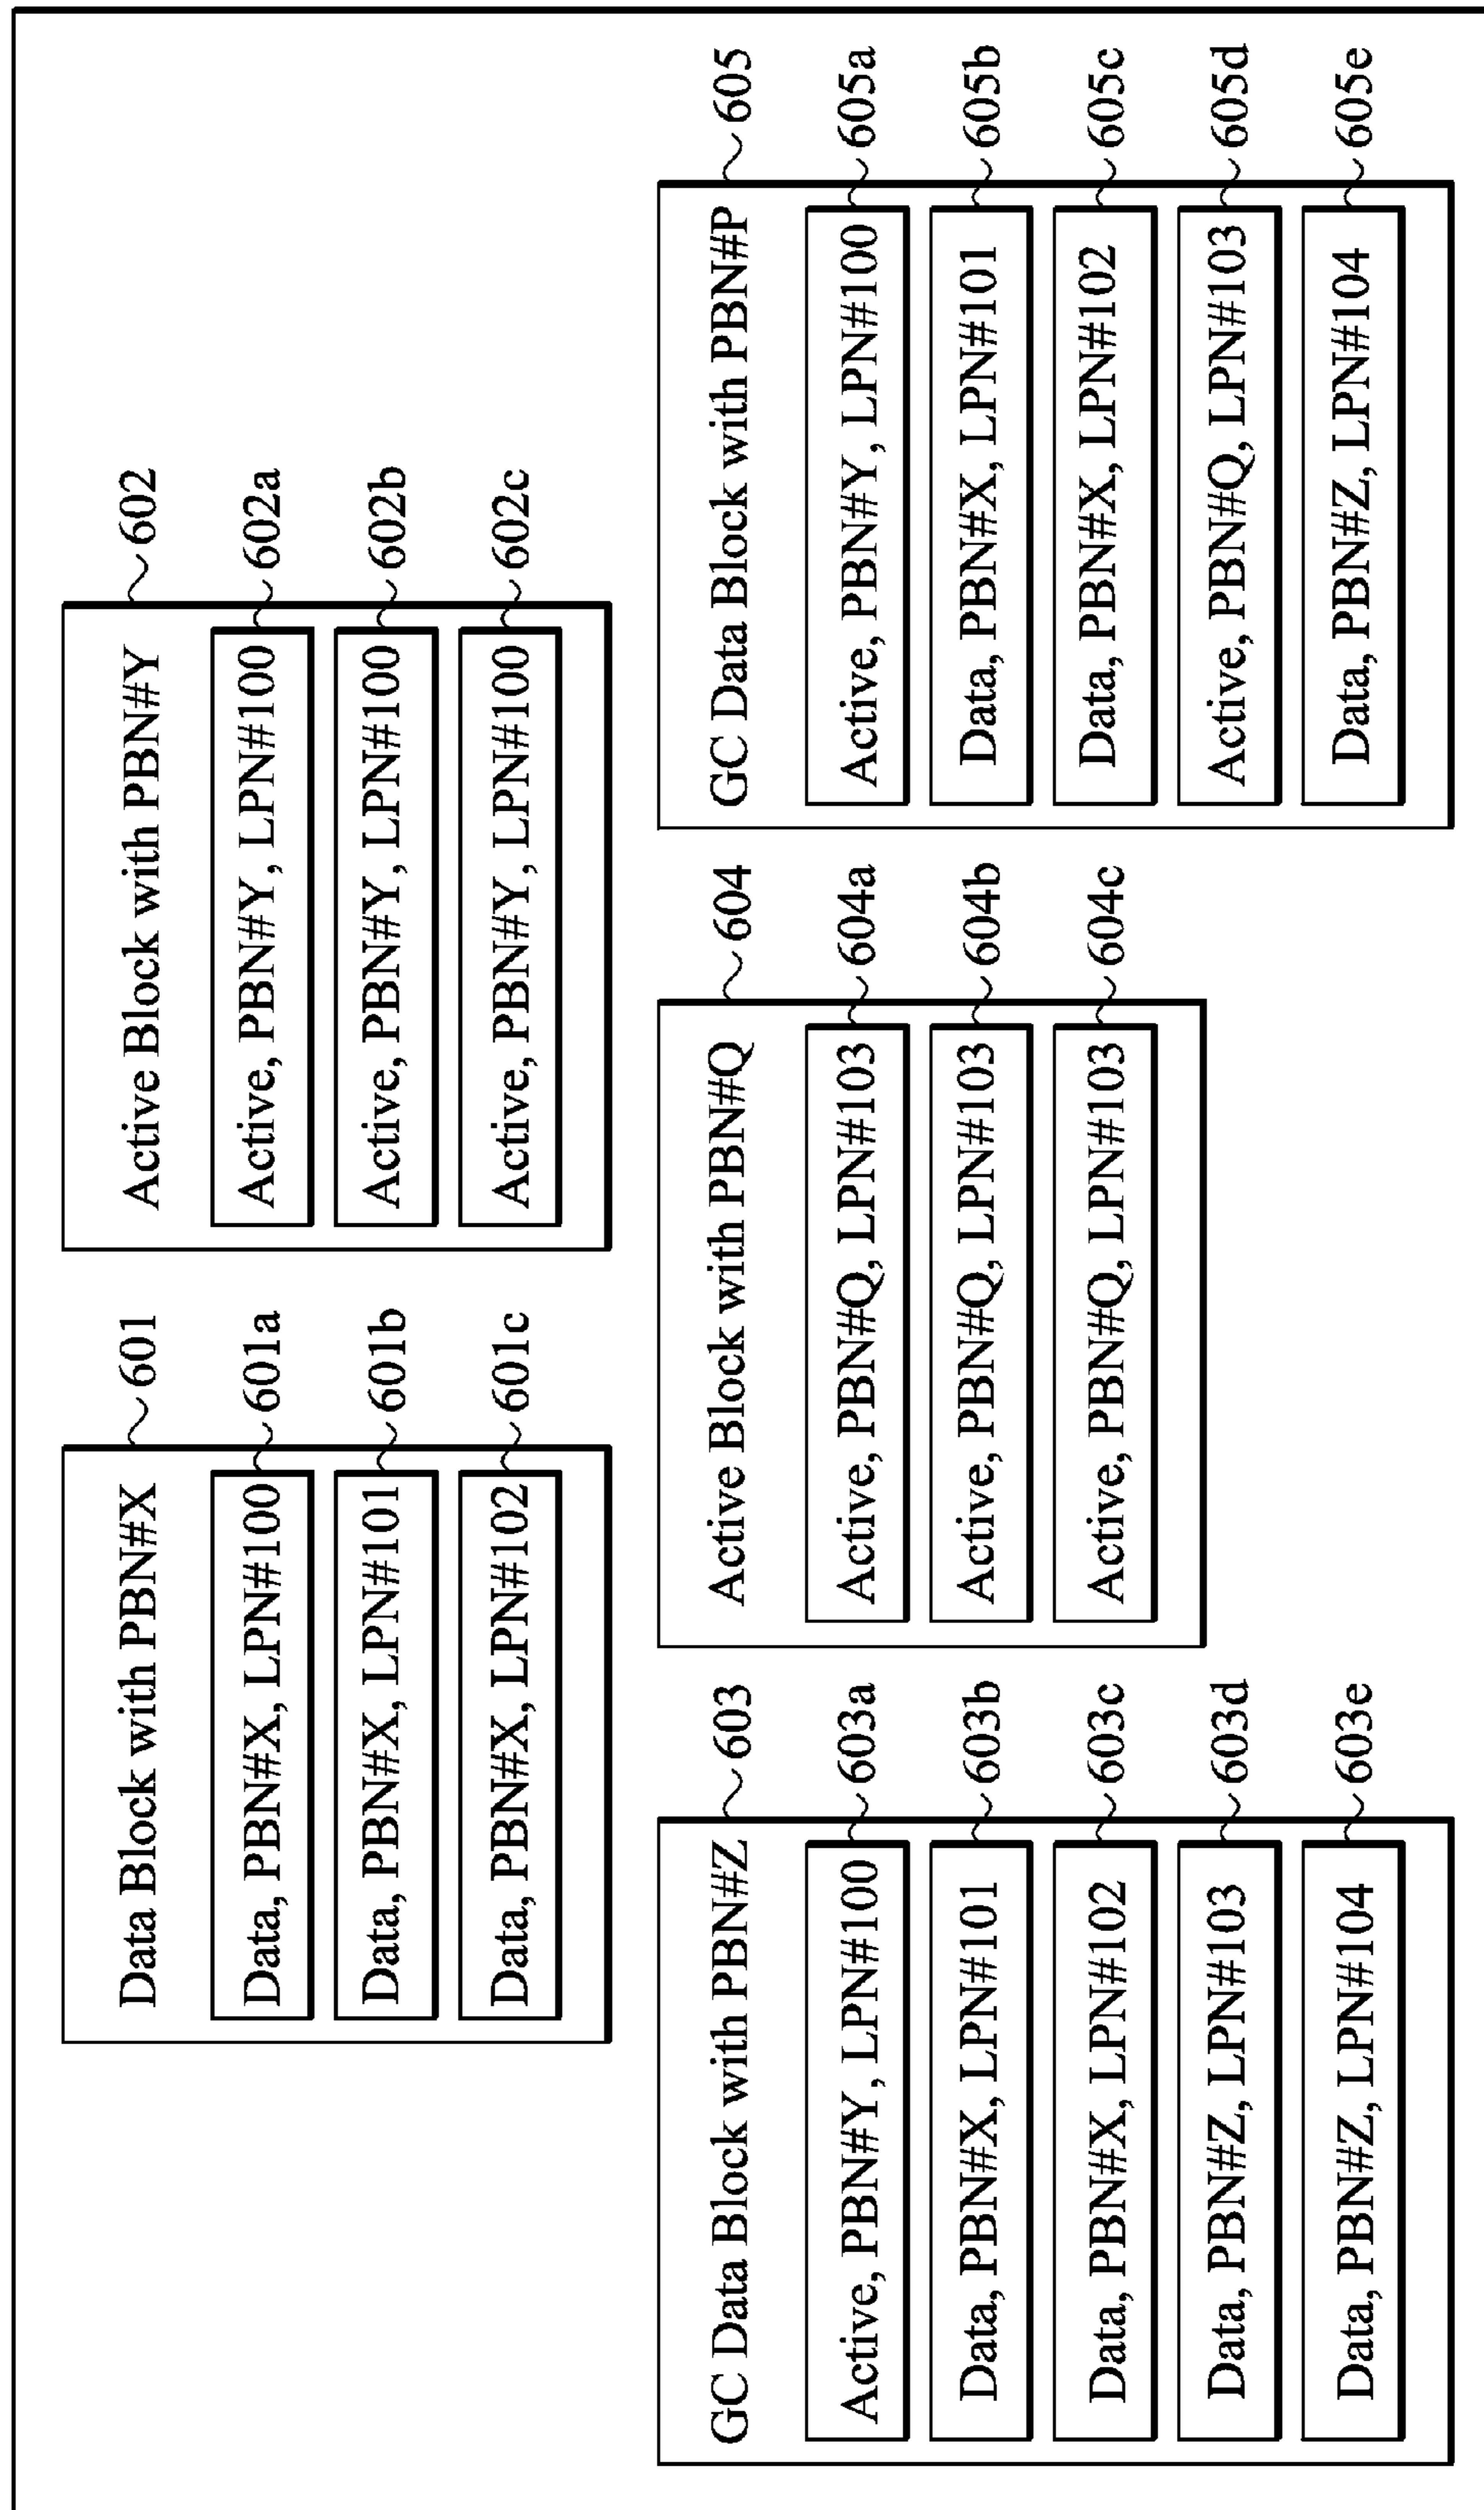 Data Block with PBN#X
601
Data, PBN#X, LPN#100
601a
Data, PBN#X, LPN#101
601b
Data, PBN#X, LPN#102
601c
Active Block with PBN#Y
602
Active, PBN#Y, LPN#100
602a
Active, PBN#Y, LPN#100
602b
Active, PBN#Y, LPN#100
602c
GC Data Block with PBN#Z
603
Active, PBN#Y, LPN#100
603a
Data, PBN#X, LPN#101
603b
Data, PBN#X, LPN#102
603c
Data, PBN#Z, LPN#103
603d
Data, PBN#Z, LPN#104
603e
Active Block with PBN#Q
604
Active, PBN#Q, LPN#103
604a
Active, PBN#Q, LPN#103
604b
Active, PBN#Q, LPN#103
604c
GC Data Block with PBN#P
605
Active, PBN#Y, LPN#100
605a
Data, PBN#X, LPN#101
605b
Data, PBN#X, LPN#102
605c
Active, PBN#Q, LPN#103
605d
Data, PBN#Z, LPN#104
605e